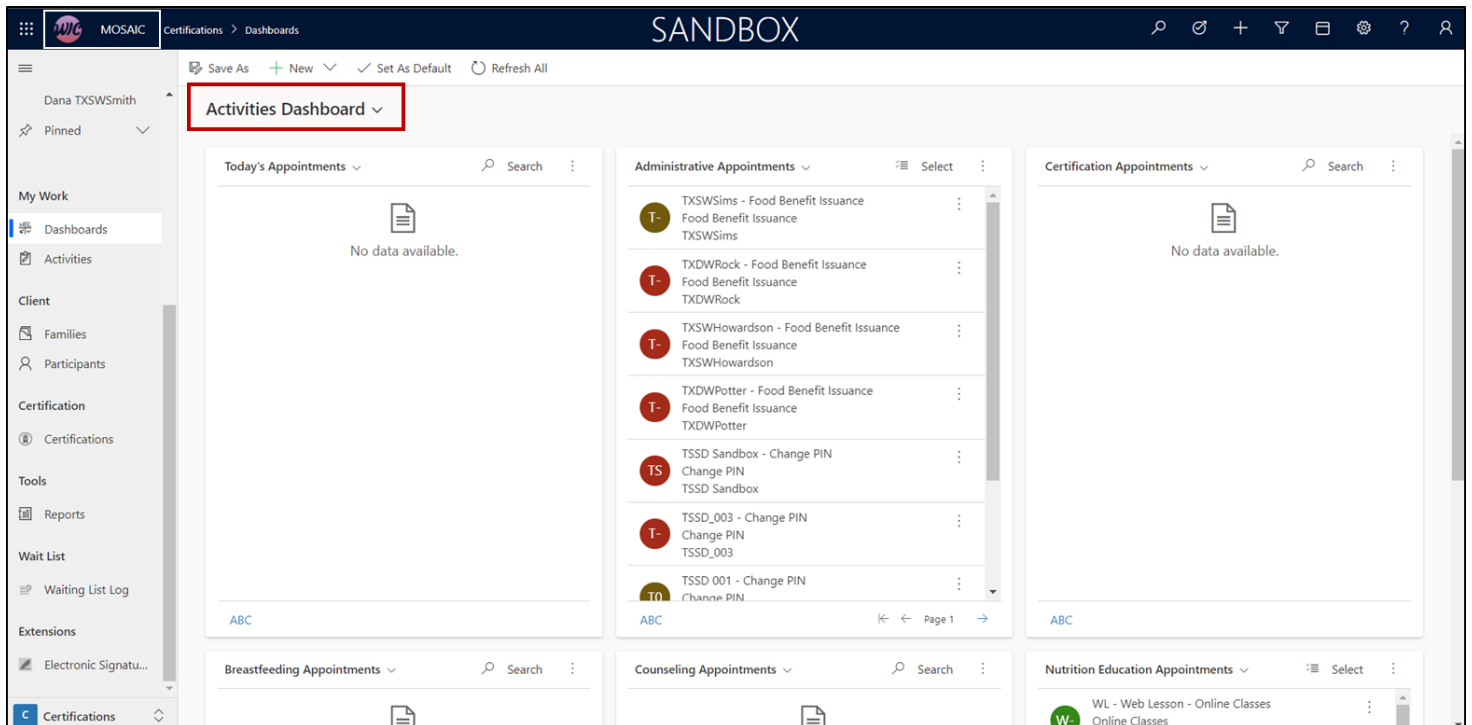 WIC MOSAIC Certifications > Dashboards SANDBOX
Save As New Set As Default Refresh All
Dana TXSWSmith
Pinned
My Work
Dashboards
Activities
Client
Families
Participants
Certification
Certifications
Tools
Reports
Wait List
Waiting List Log
Extensions
Electronic Signatu...
C Certifications
Activities Dashboard
Today's Appointments Search
No data available.
ABC
Administrative Appointments Select
T- TXSWSims - Food Benefit Issuance
Food Benefit Issuance
TXSWSims
T- TXDWRock - Food Benefit Issuance
Food Benefit Issuance
TXDWRock
T- TXSWHowardson - Food Benefit Issuance
Food Benefit Issuance
TXSWHowardson
T- TXDWPotter - Food Benefit Issuance
Food Benefit Issuance
TXDWPotter
TS TSSD Sandbox - Change PIN
Change PIN
TSSD Sandbox
T- TSSD_003 - Change PIN
Change PIN
TSSD_003
T0 TSSD 001 - Change PIN
Change PIN
ABC Page 1
Certification Appointments Search
No data available.
ABC
Breastfeeding Appointments Search
Counseling Appointments Search
Nutrition Education Appointments Select
W- WL - Web Lesson - Online Classes
Online Classes